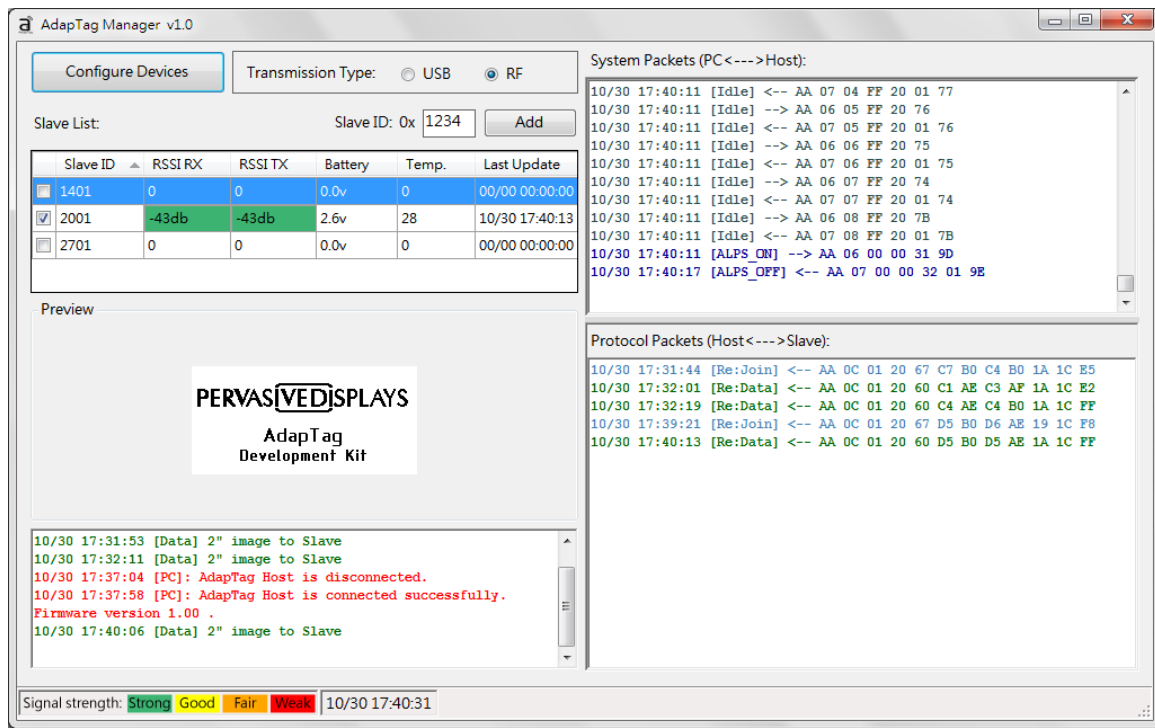 AdapTag Manager v1.0
Configure Devices
Transmission Type: USB RF
Slave List:
Slave ID: 0x 1234 Add
Slave ID RSSI RX RSSI TX Battery Temp. Last Update
1401 0 0 0.0v 0 00/00 00:00:00
2001 -43db -43db 2.6v 28 10/30 17:40:13
2701 0 0 0.0v 0 00/00 00:00:00
Preview
PERVASIVEDISPLAYS
AdapTag
Development Kit
10/30 17:31:53 [Data] 2" image to Slave
10/30 17:32:11 [Data] 2" image to Slave
10/30 17:37:04 [PC]: AdapTag Host is disconnected.
10/30 17:37:58 [PC]: AdapTag Host is connected successfully.
Firmware version 1.00 .
10/30 17:40:06 [Data] 2" image to Slave
System Packets (PC<--->Host):
10/30 17:40:11 [Idle] <-- AA 07 04 FF 20 01 77
10/30 17:40:11 [Idle] --> AA 06 05 FF 20 76
10/30 17:40:11 [Idle] <-- AA 07 05 FF 20 01 76
10/30 17:40:11 [Idle] --> AA 06 06 FF 20 75
10/30 17:40:11 [Idle] <-- AA 07 06 FF 20 01 75
10/30 17:40:11 [Idle] --> AA 06 07 FF 20 74
10/30 17:40:11 [Idle] <-- AA 07 07 FF 20 01 74
10/30 17:40:11 [Idle] --> AA 06 08 FF 20 7B
10/30 17:40:11 [Idle] <-- AA 07 08 FF 20 01 7B
10/30 17:40:11 [ALPS_ON] --> AA 06 00 00 31 9D
10/30 17:40:17 [ALPS_OFF] <-- AA 07 00 00 32 01 9E
Protocol Packets (Host<--->Slave):
10/30 17:31:44 [Re:Join] <-- AA 0C 01 20 67 C7 B0 C4 B0 1A 1C E5
10/30 17:32:01 [Re:Data] <-- AA 0C 01 20 60 C1 AE C3 AF 1A 1C E2
10/30 17:32:19 [Re:Data] <-- AA 0C 01 20 60 C4 AE C4 B0 1A 1C FF
10/30 17:39:21 [Re:Join] <-- AA 0C 01 20 67 D5 B0 D6 AE 19 1C F8
10/30 17:40:13 [Re:Data] <-- AA 0C 01 20 60 D5 B0 D5 AE 1A 1C FF
Signal strength: Strong Good Fair Weak 10/30 17:40:31